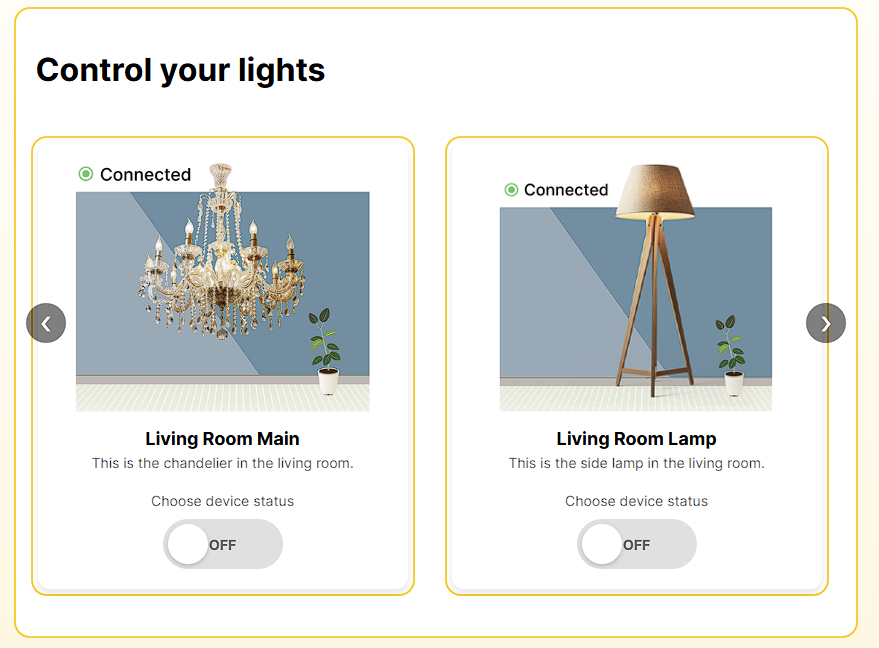 Control your lights
Connected
Living Room Main
This is the chandelier in the living room.
Choose device status
OFF
Connected
Living Room Lamp
This is the side lamp in the living room.
Choose device status
OFF